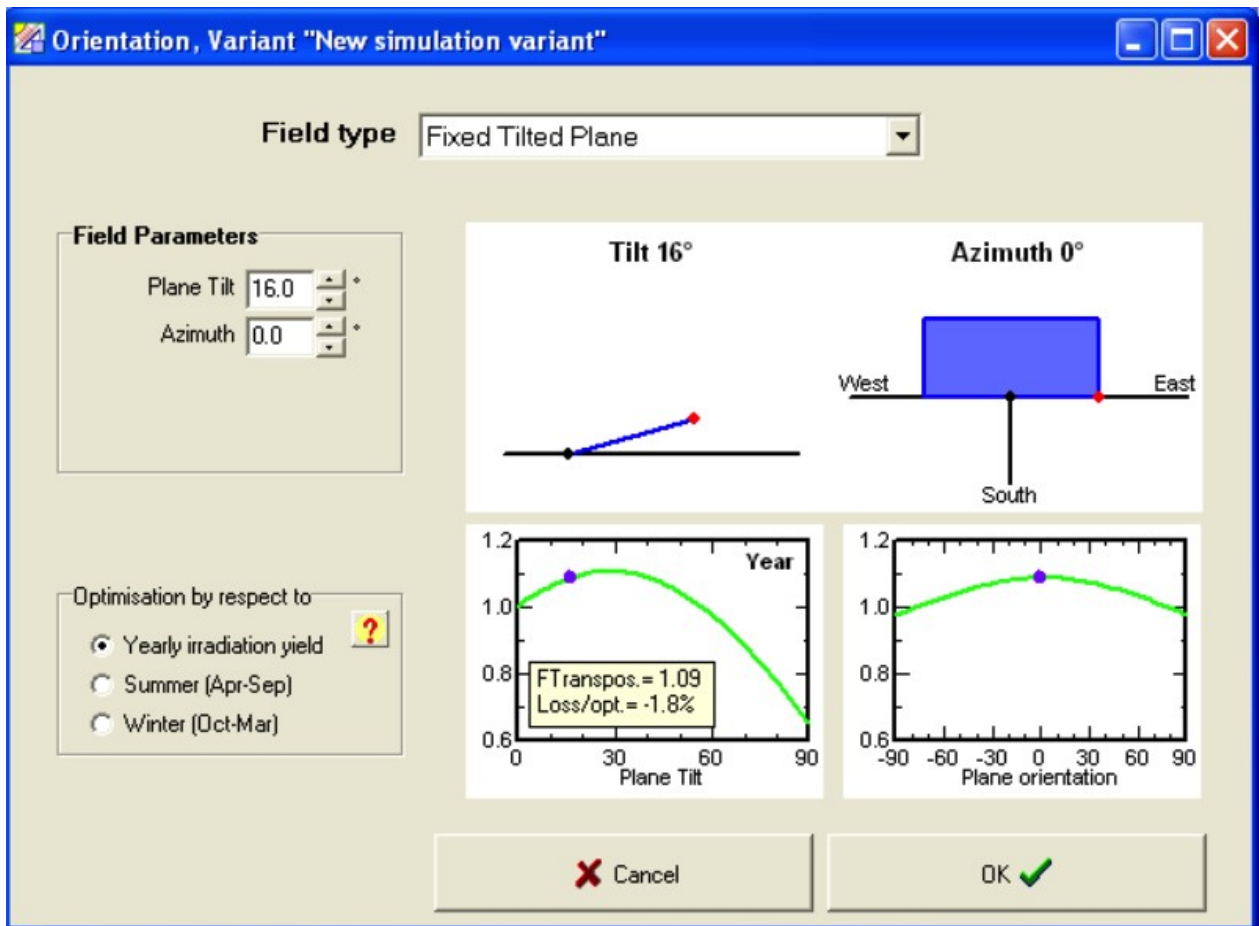 Orientation, Variant "New simulation variant"
Field type Fixed Tilted Plane
Field Parameters
Plane Tilt 16.0 °
Azimuth 0.0 °
Tilt 16°
Azimuth 0°
West East
South
Optimisation by respect to
?
Yearly irradiation yield
Summer (Apr-Sep)
Winter (Oct-Mar)
1.2
1.0
0.8
0.6
Year
FTranspos.= 1.09
Loss/opt.= -1.8%
0 30 60 90
Plane Tilt
1.2
1.0
0.8
0.6
-90 -60 -30 0 30 60 90
Plane orientation
Cancel
OK